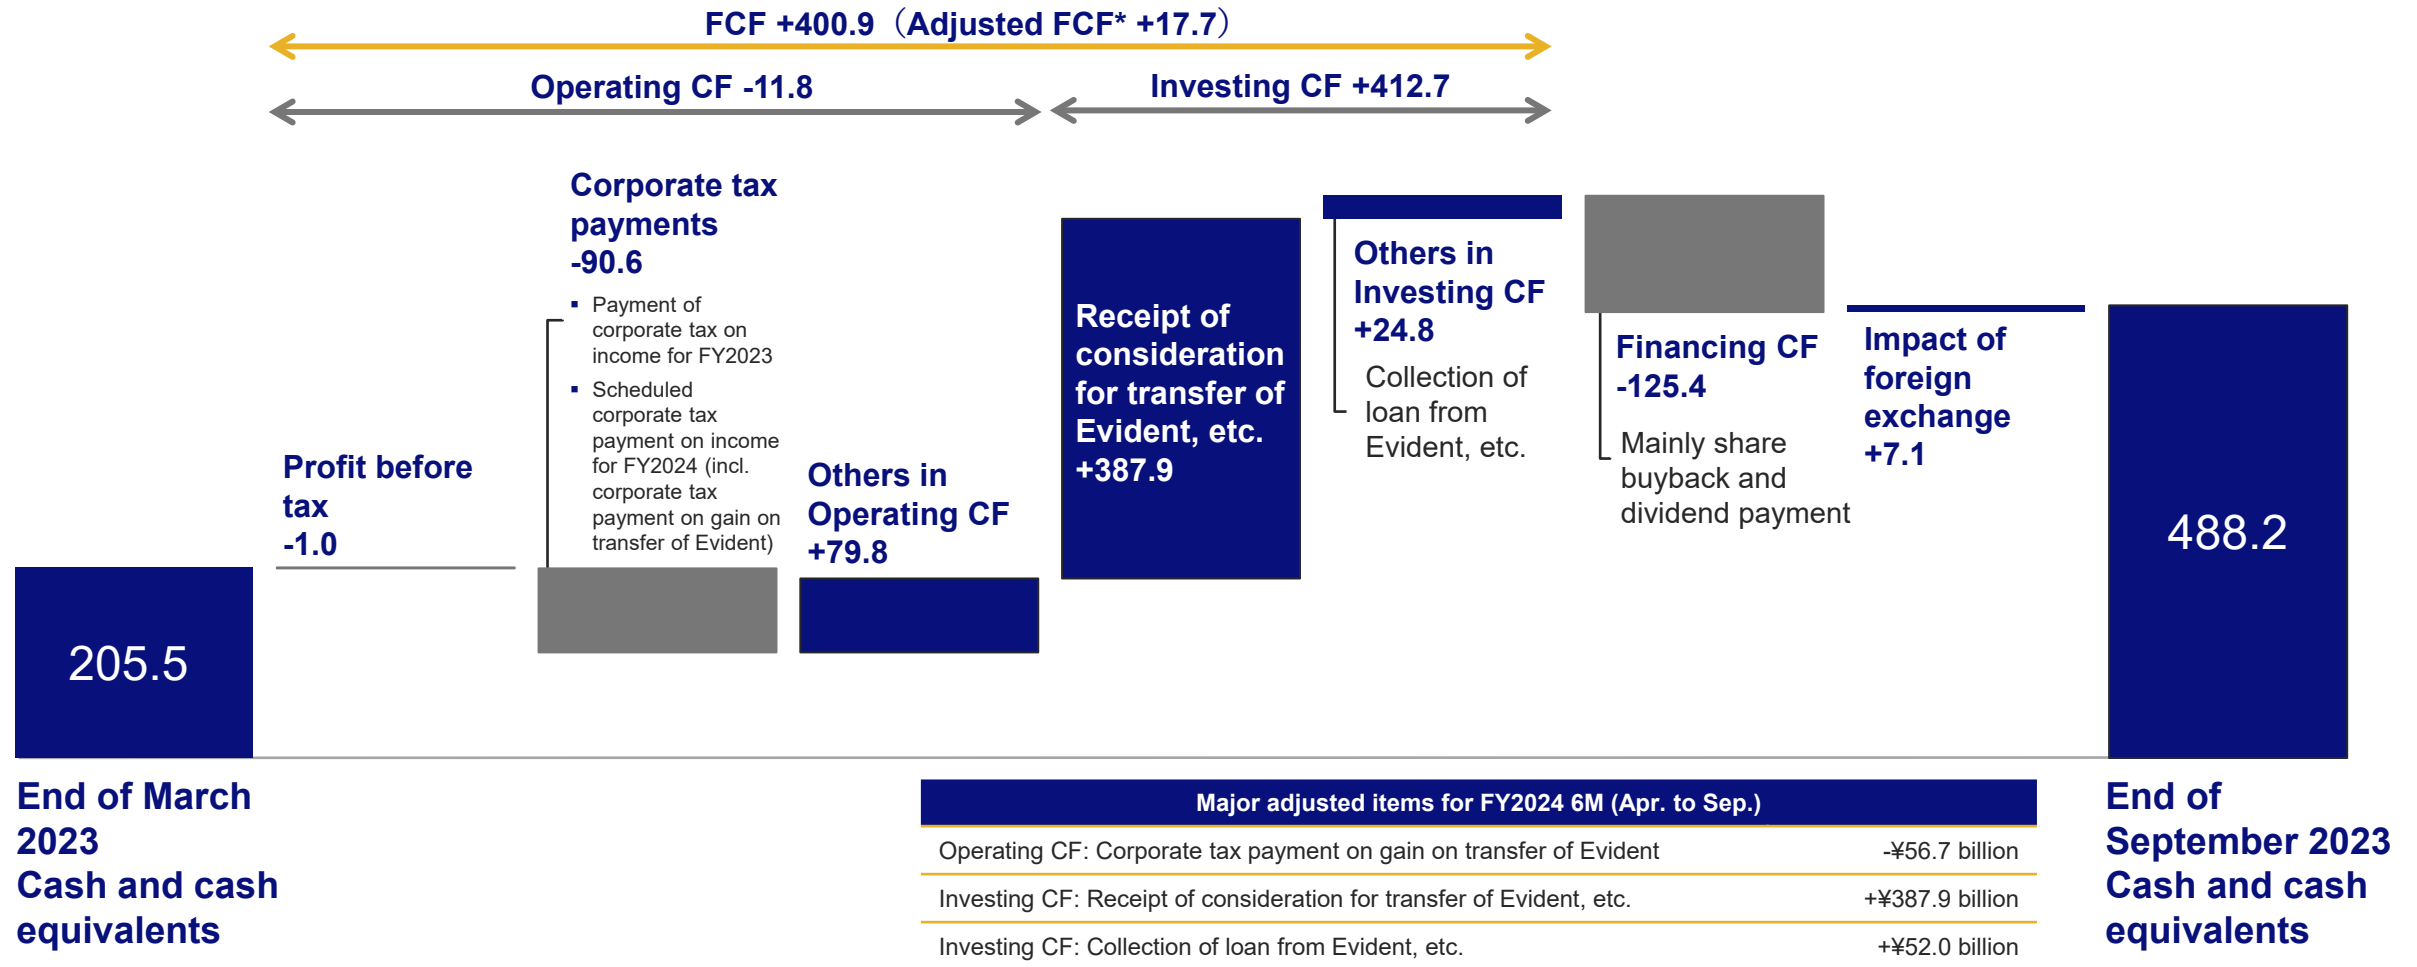 FCF +400.9（Adjusted FCF* +17.7）
Operating CF -11.8
Investing CF +412.7
205.5
End of March
2023
Cash and cash
equivalents
Profit before
tax
-1.0
Corporate tax
payments
-90.6
▪ Payment of
corporate tax on
income for FY2023
▪ Scheduled
corporate tax
payment on income
for FY2024 (incl.
corporate tax
payment on gain on
transfer of Evident)
Others in
Operating CF
+79.8
Receipt of
consideration
for transfer of
Evident, etc.
+387.9
Others in
Investing CF
+24.8
Collection of
loan from
Evident, etc.
Financing CF
-125.4
Mainly share
buyback and
dividend payment
Impact of
foreign
exchange
+7.1
488.2
End of
September 2023
Cash and cash
equivalents
Major adjusted items for FY2024 6M (Apr. to Sep.)
Operating CF: Corporate tax payment on gain on transfer of Evident -¥56.7 billion
Investing CF: Receipt of consideration for transfer of Evident, etc. +¥387.9 billion
Investing CF: Collection of loan from Evident, etc. +¥52.0 billion